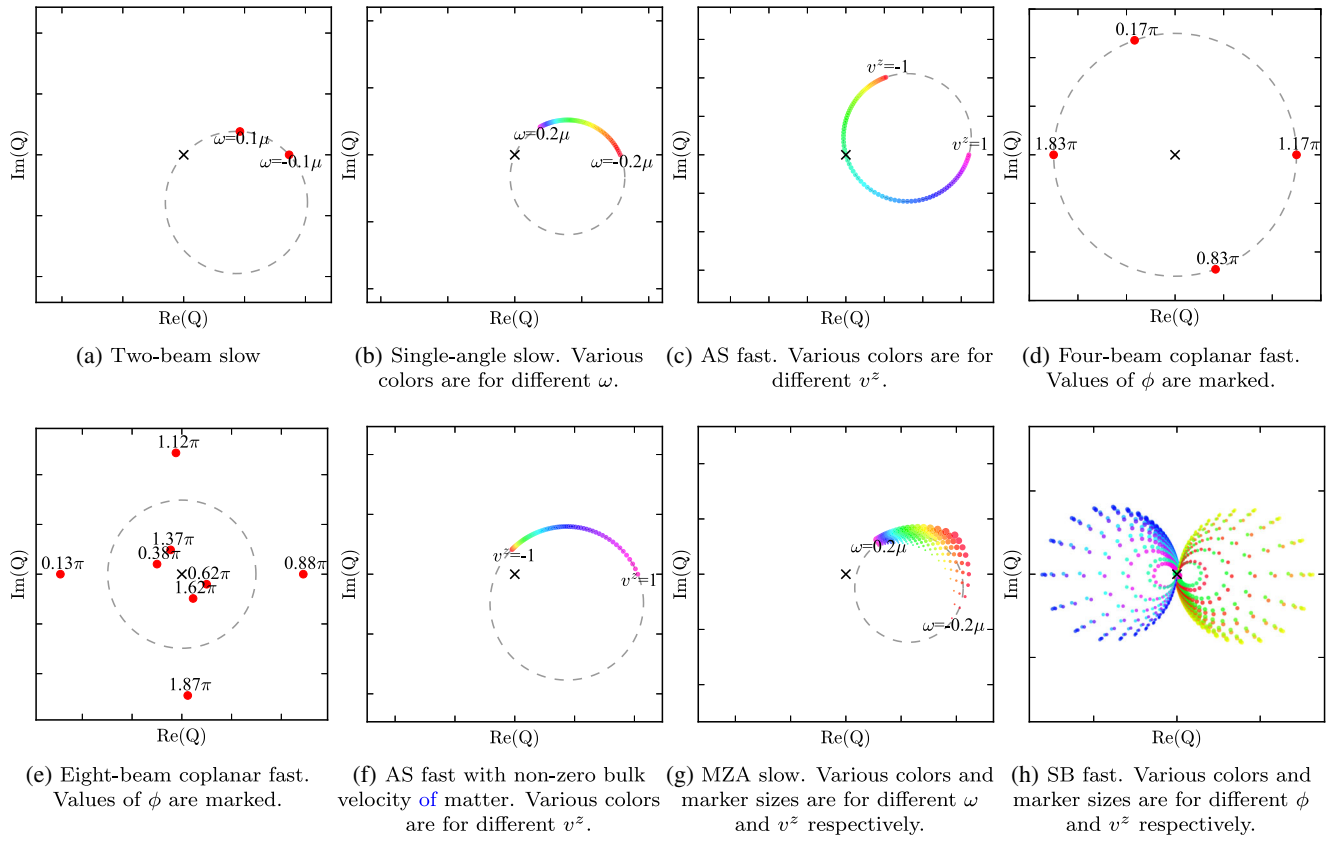 Im(Q)
ω=0.1μ
ω=-0.1μ
Re(Q)
(a) Two-beam slow
Im(Q)
ω=0.2μ
ω=-0.2μ
Re(Q)
(b) Single-angle slow. Various
colors are for different ω.
Im(Q)
v^z=-1
v^z=1
Re(Q)
(c) AS fast. Various colors are for
different v^z.
Im(Q)
0.17π
1.83π
1.17π
0.83π
Re(Q)
(d) Four-beam coplanar fast.
Values of ϕ are marked.
Im(Q)
1.12π
1.37π
0.38π
0.13π
0.62π
0.88π
1.62π
1.87π
Re(Q)
(e) Eight-beam coplanar fast.
Values of ϕ are marked.
Im(Q)
v^z=-1
v^z=1
Re(Q)
(f) AS fast with non-zero bulk
velocity of matter. Various colors
are for different v^z.
Im(Q)
ω=0.2μ
ω=-0.2μ
Re(Q)
(g) MZA slow. Various colors and
marker sizes are for different ω
and v^z respectively.
Im(Q)
Re(Q)
(h) SB fast. Various colors and
marker sizes are for different ϕ
and v^z respectively.